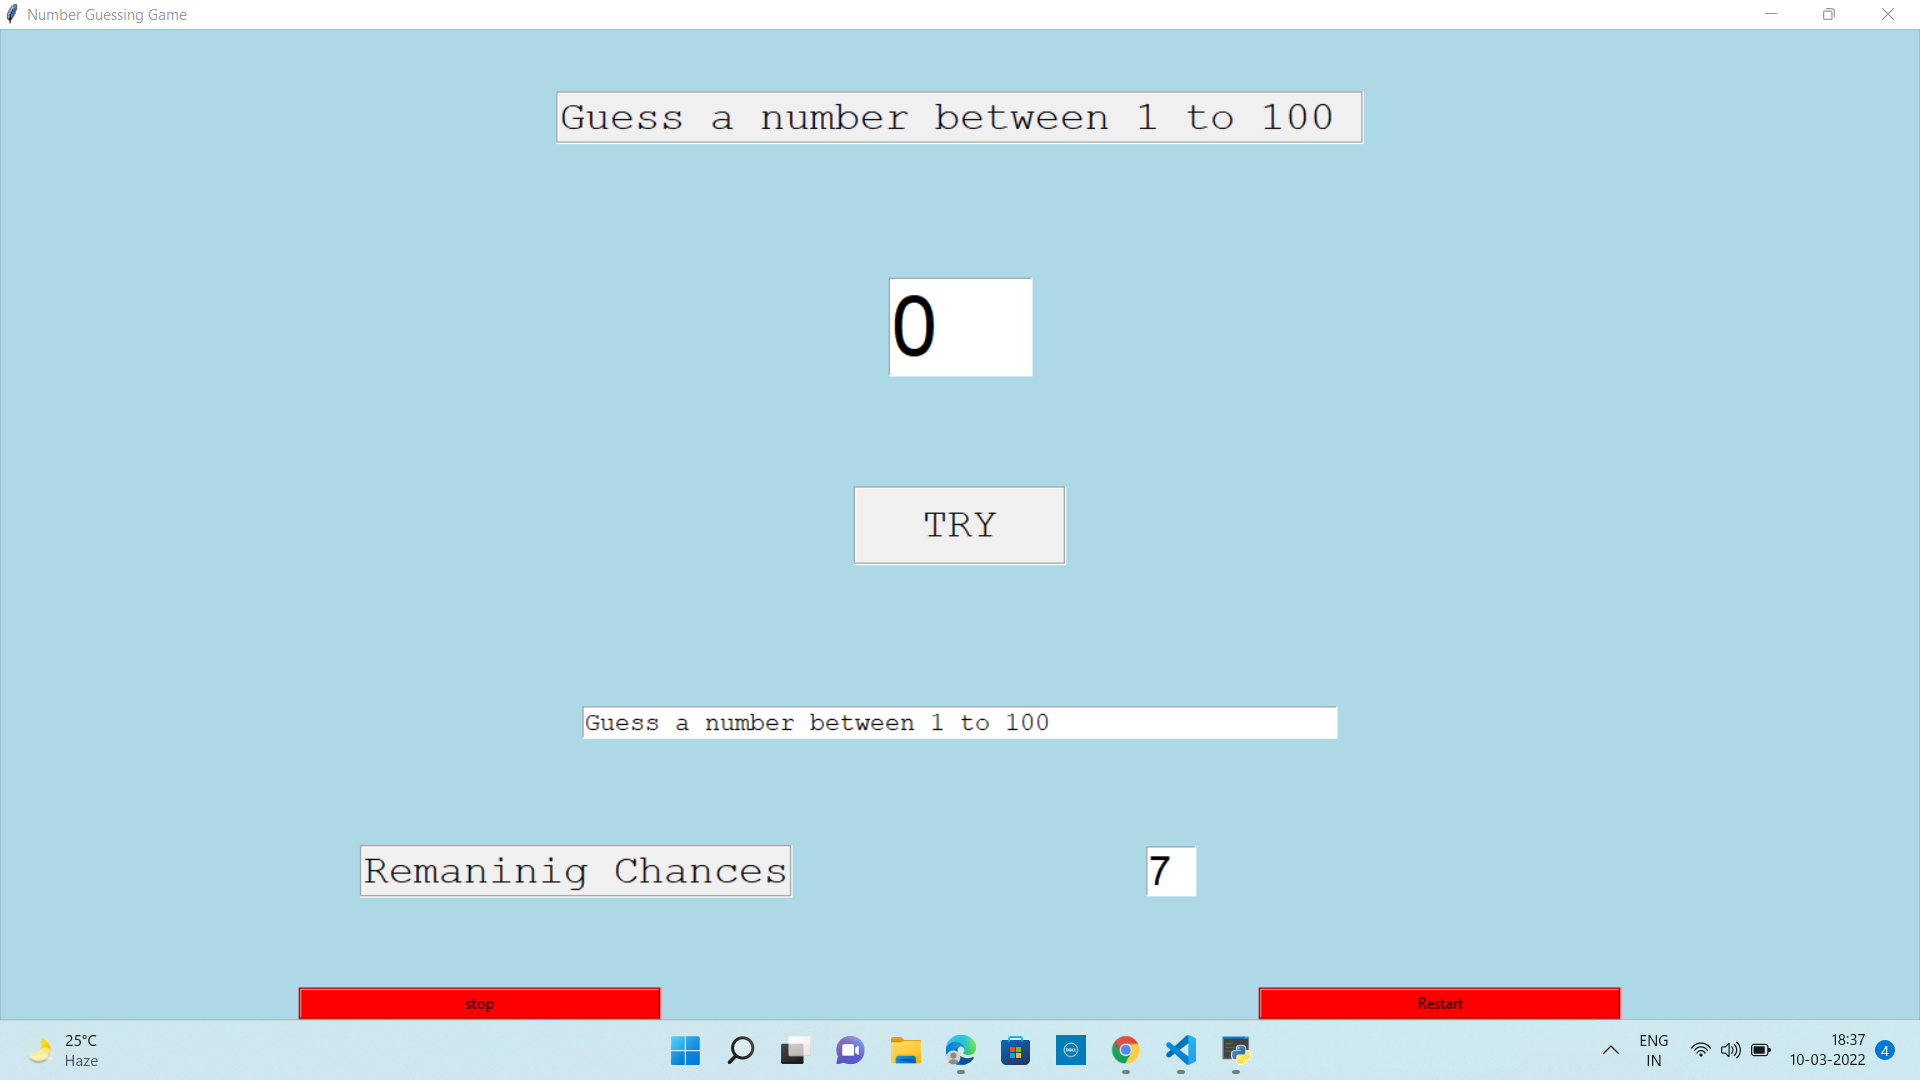 Number Guessing Game
Guess a number between 1 to 100
0
TRY
Guess a number between 1 to 100
Remaninig Chances
7
stop
Restart
25°C
Haze
DELL
ENG
IN
18:37
10-03-2022
4